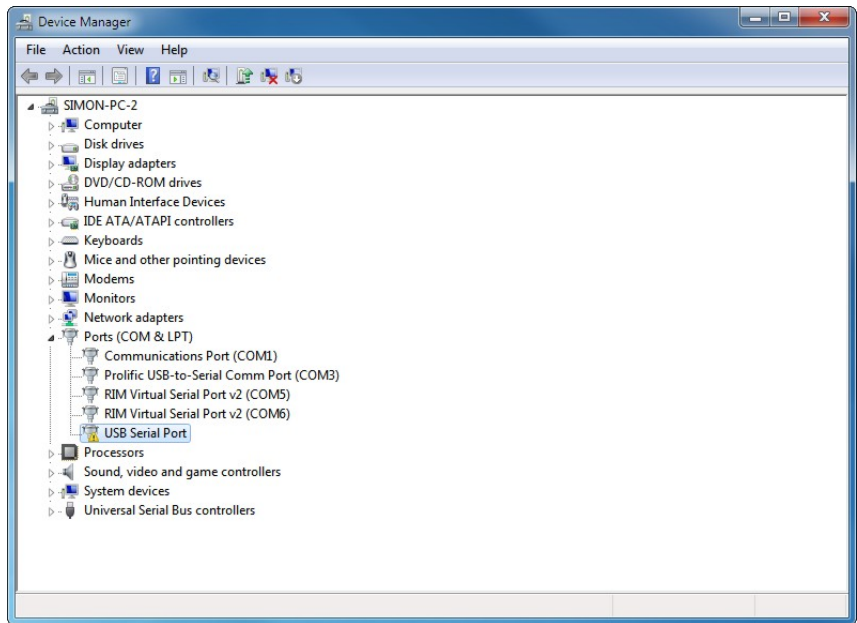 Device Manager
File Action View Help
SIMON-PC-2
Computer
Disk drives
Display adapters
DVD/CD-ROM drives
Human Interface Devices
IDE ATA/ATAPI controllers
Keyboards
Mice and other pointing devices
Modems
Monitors
Network adapters
Ports (COM & LPT)
Communications Port (COM1)
Prolific USB-to-Serial Comm Port (COM3)
RIM Virtual Serial Port v2 (COM5)
RIM Virtual Serial Port v2 (COM6)
USB Serial Port
Processors
Sound, video and game controllers
System devices
Universal Serial Bus controllers